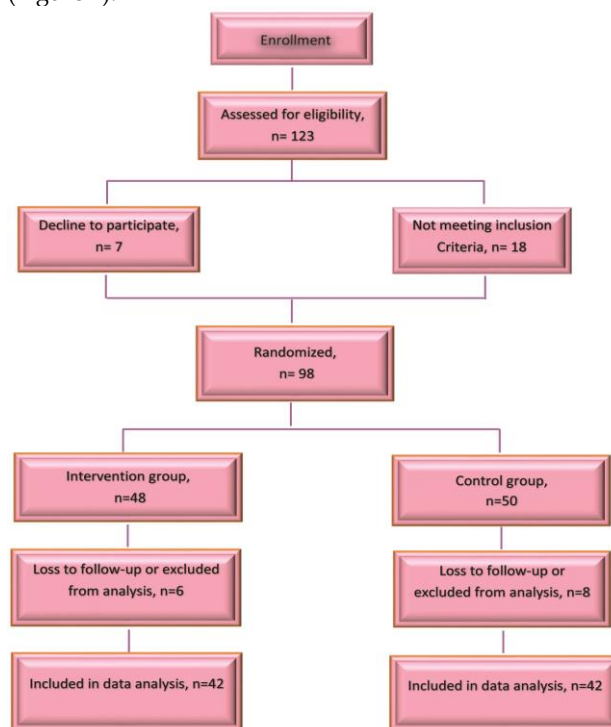 Enrollment
Assessed for eligibility,
n= 123
Decline to participate,
n= 7
Not meeting inclusion
Criteria, n= 18
Randomized,
n= 98
Intervention group,
n=48
Control group,
n=50
Loss to follow-up or excluded
from analysis, n=6
Loss to follow-up or
excluded from analysis, n=8
Included in data analysis, n=42
Included in data analysis, n=42